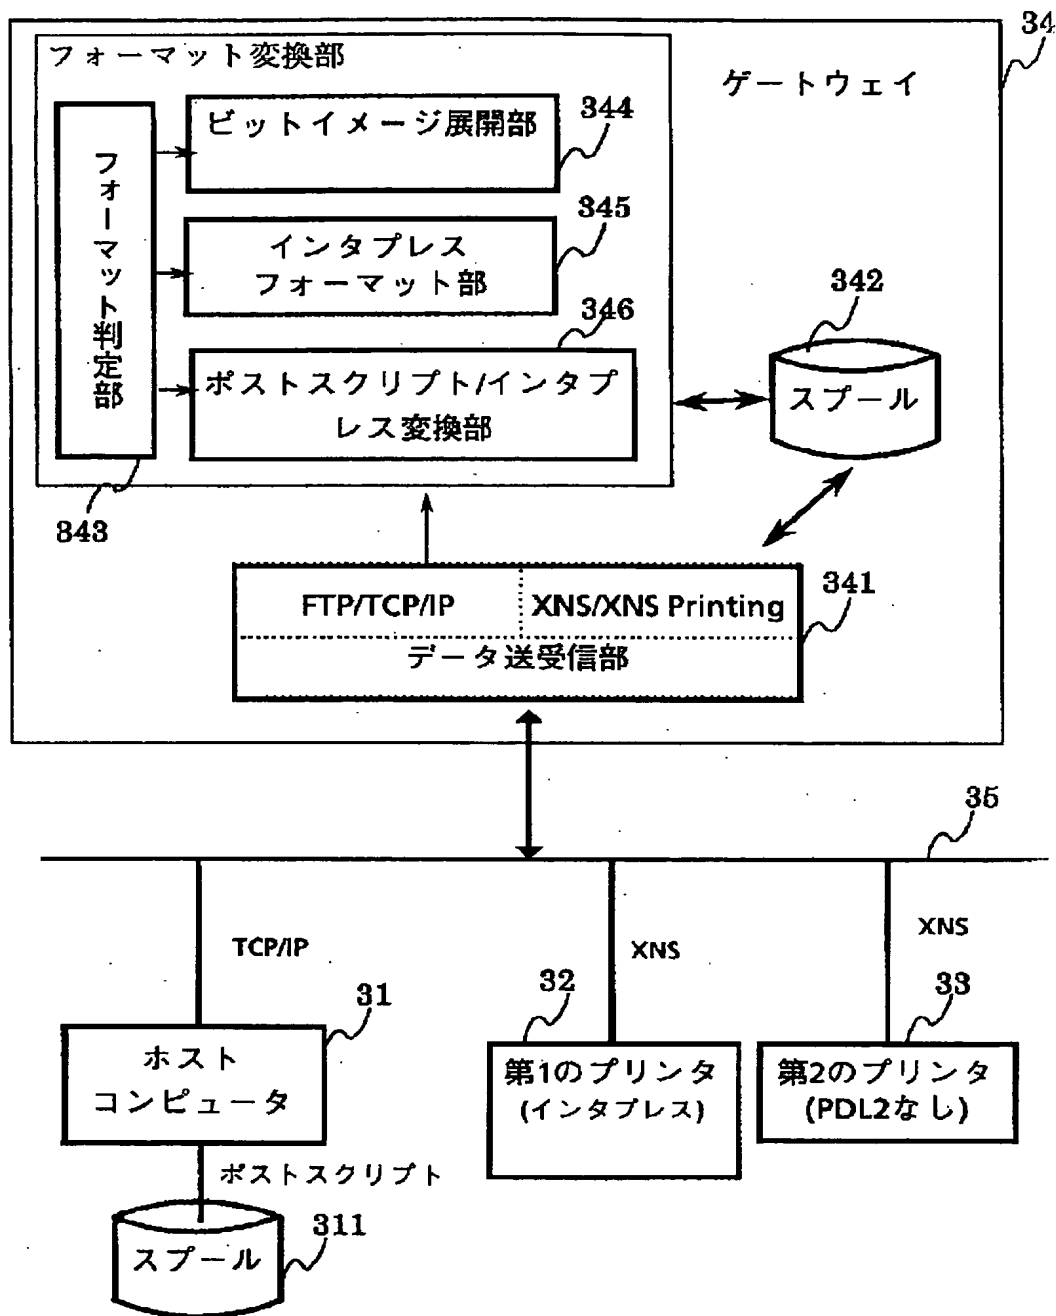 34
フォーマット変換部
ゲートウェイ
ビットイメージ展開部
344
フォーマット判定部
インタプレス
フォーマット部
345
346
ポストスクリプト/インタプ
レス変換部
342
スプール
343
FTP/TCP/IP
XNS/XNS Printing
341
データ送受信部
35
TCP/IP
XNS
XNS
31
32
33
ホスト
コンピュータ
第1のプリンタ
(インタプレス)
第2のプリンタ
(PDL2なし)
ポストスクリプト
スプール
311